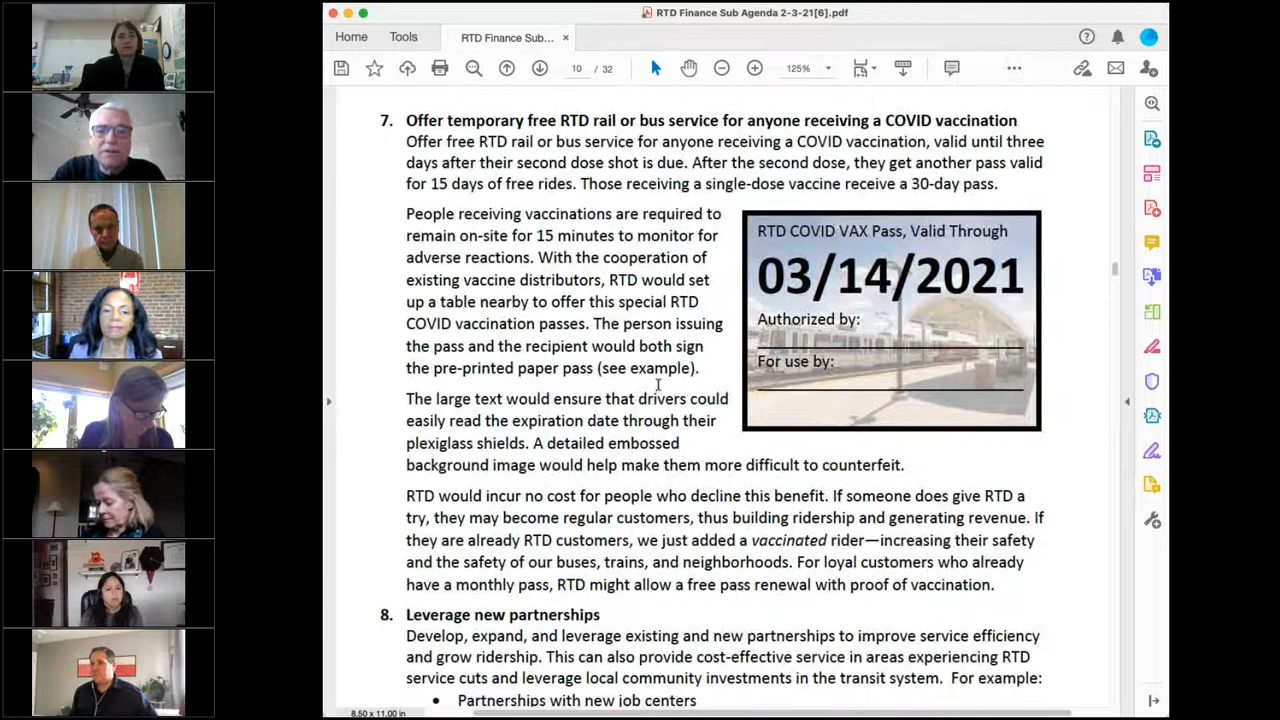 RTD Finance Sub Agenda 2-3-21[6].pdf
Home Tools RTD Finance Sub... ×
10 / 32 125%
7. Offer temporary free RTD rail or bus service for anyone receiving a COVID vaccination
Offer free RTD rail or bus service for anyone receiving a COVID vaccination, valid until three
days after their second dose shot is due. After the second dose, they get another pass valid
for 15 days of free rides. Those receiving a single-dose vaccine receive a 30-day pass.
People receiving vaccinations are required to
remain on-site for 15 minutes to monitor for
adverse reactions. With the cooperation of
existing vaccine distributors, RTD would set
up a table nearby to offer this special RTD
COVID vaccination passes. The person issuing
the pass and the recipient would both sign
the pre-printed paper pass (see example).
RTD COVID VAX Pass, Valid Through
03/14/2021
Authorized by:
For use by:
The large text would ensure that drivers could
easily read the expiration date through their
plexiglass shields. A detailed embossed
background image would help make them more difficult to counterfeit.
RTD would incur no cost for people who decline this benefit. If someone does give RTD a
try, they may become regular customers, thus building ridership and generating revenue. If
they are already RTD customers, we just added a vaccinated rider—increasing their safety
and the safety of our buses, trains, and neighborhoods. For loyal customers who already
have a monthly pass, RTD might allow a free pass renewal with proof of vaccination.
8. Leverage new partnerships
Develop, expand, and leverage existing and new partnerships to improve service efficiency
and grow ridership. This can also provide cost-effective service in areas experiencing RTD
service cuts and leverage local community investments in the transit system. For example:
• Partnerships with new job centers
8.50 x 11.00 in